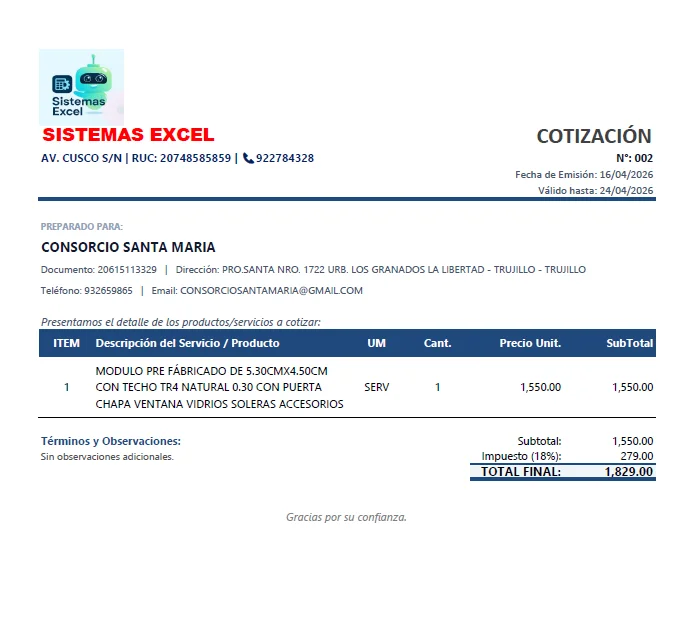 Sistemas
Excel
SISTEMAS EXCEL
AV. CUSCO S/N | RUC: 20748585859 | 📞922784328
COTIZACIÓN
N°: 002
Fecha de Emisión: 16/04/2026
Válido hasta: 24/04/2026
PREPARADO PARA:
CONSORCIO SANTA MARIA
Documento: 20615113329 | Dirección: PRO.SANTA NRO. 1722 URB. LOS GRANADOS LA LIBERTAD - TRUJILLO - TRUJILLO
Teléfono: 932659865 | Email: CONSORCIOSANTAMARIA@GMAIL.COM
Presentamos el detalle de los productos/servicios a cotizar:
ITEM Descripción del Servicio / Producto UM Cant. Precio Unit. SubTotal
MODULO PRE FÁBRICADO DE 5.30CMX4.50CM
1 CON TECHO TR4 NATURAL 0.30 CON PUERTA SERV 1 1,550.00 1,550.00
CHAPA VENTANA VIDRIOS SOLERAS ACCESORIOS
Términos y Observaciones: Subtotal: 1,550.00
Sin observaciones adicionales. Impuesto (18%): 279.00
TOTAL FINAL: 1,829.00
Gracias por su confianza.